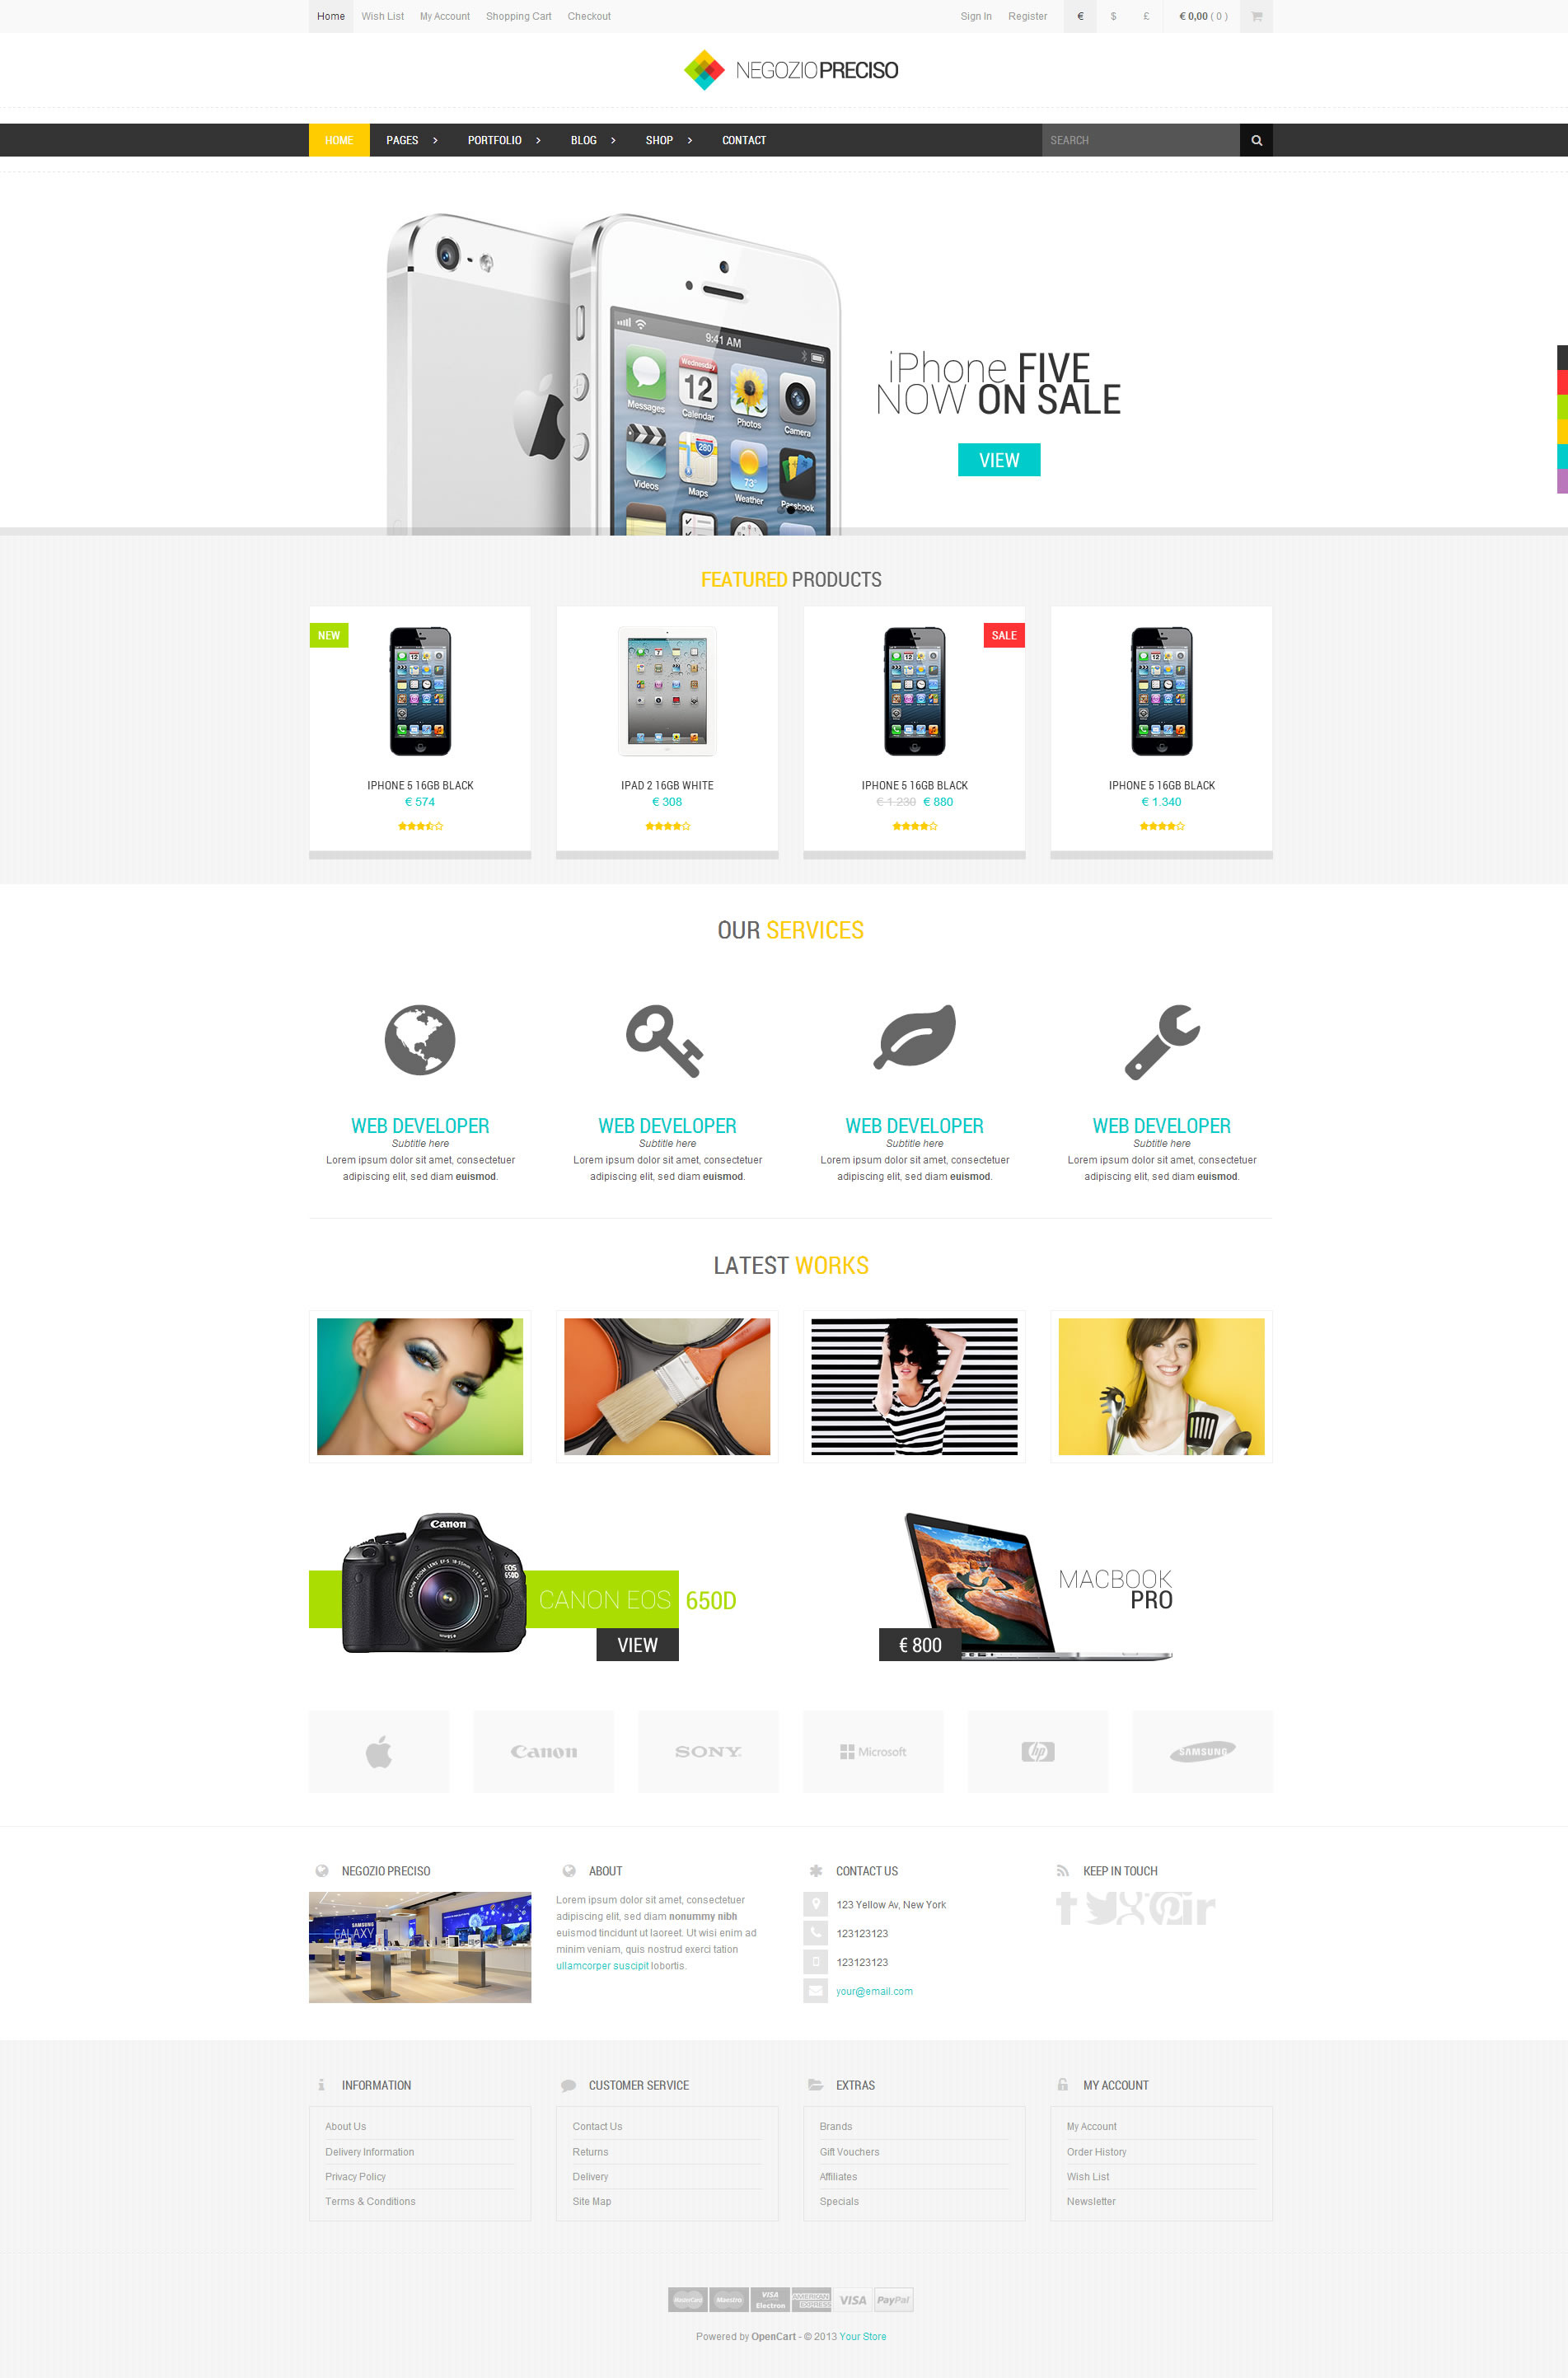 Home Wish List My Account Shopping Cart Checkout Sign In Register € $ £ € 0,00 ( 0 )
NEGOZIOPRECISO
HOME PAGES PORTFOLIO BLOG SHOP CONTACT SEARCH
9:41 AM
Wednesday
12
Messages Calendar Photos Camera
280
73°
Videos Maps Weather Passbook
iPhone FIVE
NOW ON SALE
VIEW
FEATURED PRODUCTS
NEW
SALE
IPHONE 5 16GB BLACK
€ 574
IPAD 2 16GB WHITE
€ 308
IPHONE 5 16GB BLACK
€ 1.230 € 880
IPHONE 5 16GB BLACK
€ 1.340
OUR SERVICES
WEB DEVELOPER
Subtitle here
Lorem ipsum dolor sit amet, consectetuer
adipiscing elit, sed diam euismod.
WEB DEVELOPER
Subtitle here
Lorem ipsum dolor sit amet, consectetuer
adipiscing elit, sed diam euismod.
WEB DEVELOPER
Subtitle here
Lorem ipsum dolor sit amet, consectetuer
adipiscing elit, sed diam euismod.
WEB DEVELOPER
Subtitle here
Lorem ipsum dolor sit amet, consectetuer
adipiscing elit, sed diam euismod.
LATEST WORKS
Canon
EOS
650D
CANON EOS 650D
VIEW
MACBOOK
PRO
€ 800
Canon
SONY
Microsoft
hp
SAMSUNG
NEGOZIO PRECISO
SAMSUNG
GALAXY
ABOUT
Lorem ipsum dolor sit amet, consectetuer
adipiscing elit, sed diam nonummy nibh
euismod tincidunt ut laoreet. Ut wisi enim ad
minim veniam, quis nostrud exerci tation
ullamcorper suscipit lobortis.
CONTACT US
123 Yellow Av, New York
123123123
123123123
your@email.com
KEEP IN TOUCH
INFORMATION
About Us
Delivery Information
Privacy Policy
Terms & Conditions
CUSTOMER SERVICE
Contact Us
Returns
Delivery
Site Map
EXTRAS
Brands
Gift Vouchers
Affiliates
Specials
MY ACCOUNT
My Account
Order History
Wish List
Newsletter
MasterCard Maestro VISA Electron AMERICAN EXPRESS VISA PayPal
Powered by OpenCart - © 2013 Your Store